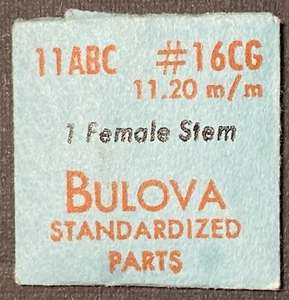 11ABC #16CG
11.20 m/m
1 Female Stem
BULOVA
STANDARDIZED
PARTS